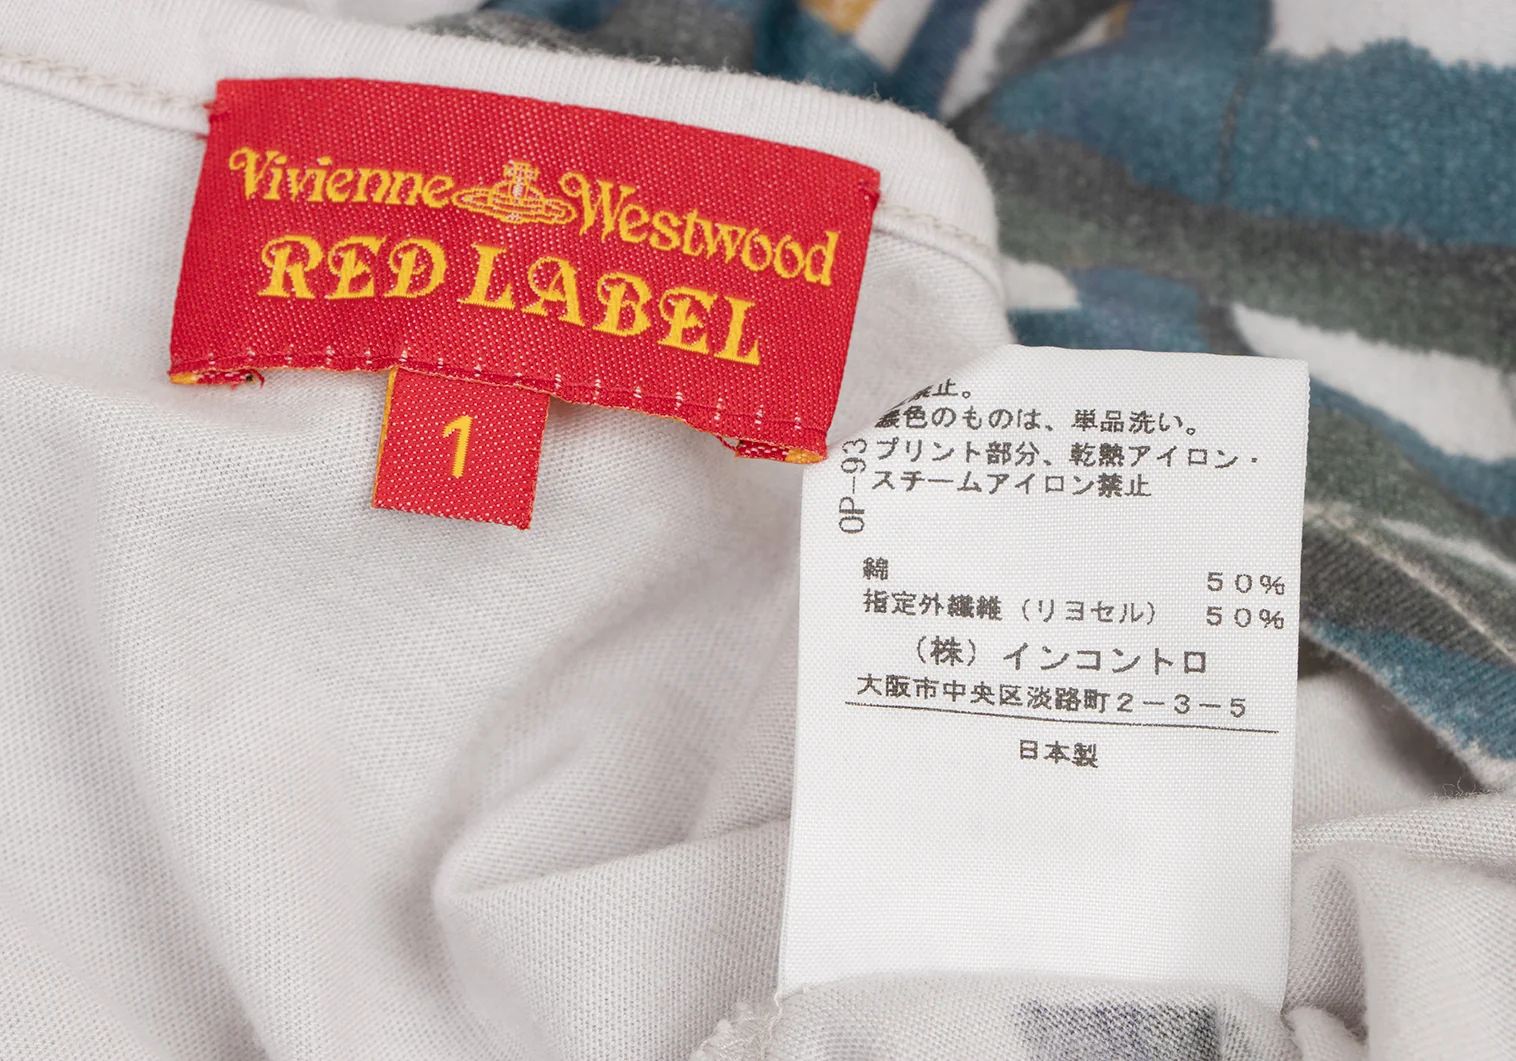 Vivienne Westwood
RED LABEL
1
禁止。
濃色のものは、単品洗い。
プリント部分、乾熱アイロン・
スチームアイロン禁止
OP-93
綿 50%
指定外繊維（リヨセル） 50%
（株）インコントロ
大阪市中央区淡路町2-3-5
日本製